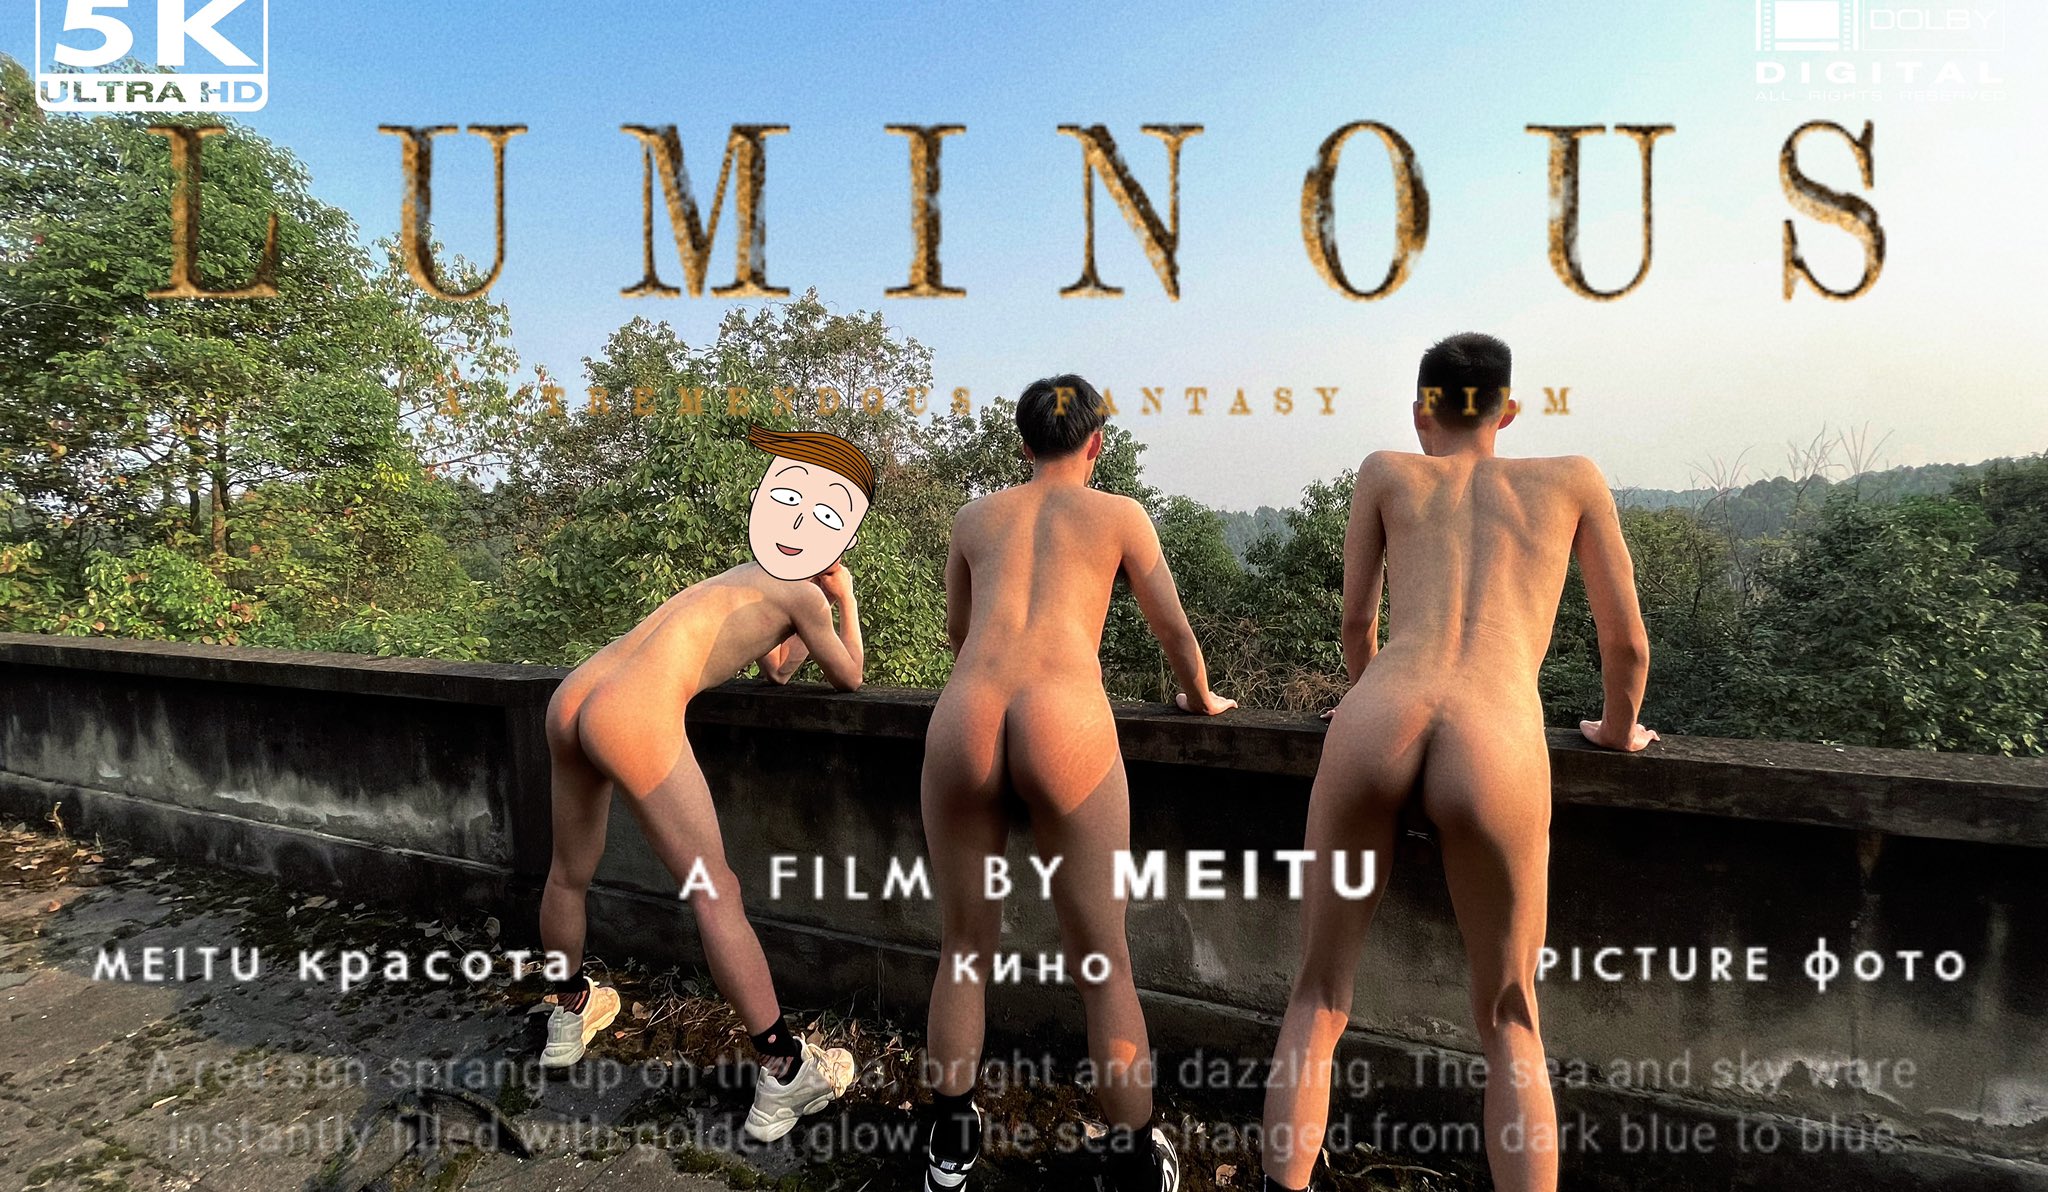 5K
ULTRA HD
DOLBY
DIGITAL
ALL RIGHTS RESERVED
LUMINOUS
A TREMENDOUS FANTASY FILM
A FILM BY MEITU
MEITU красота кино PICTURE фото
A red sun sprang up on the sea, bright and dazzling. The sea and sky were
instantly filled with golden glow. The sea changed from dark blue to blue.
NIKE